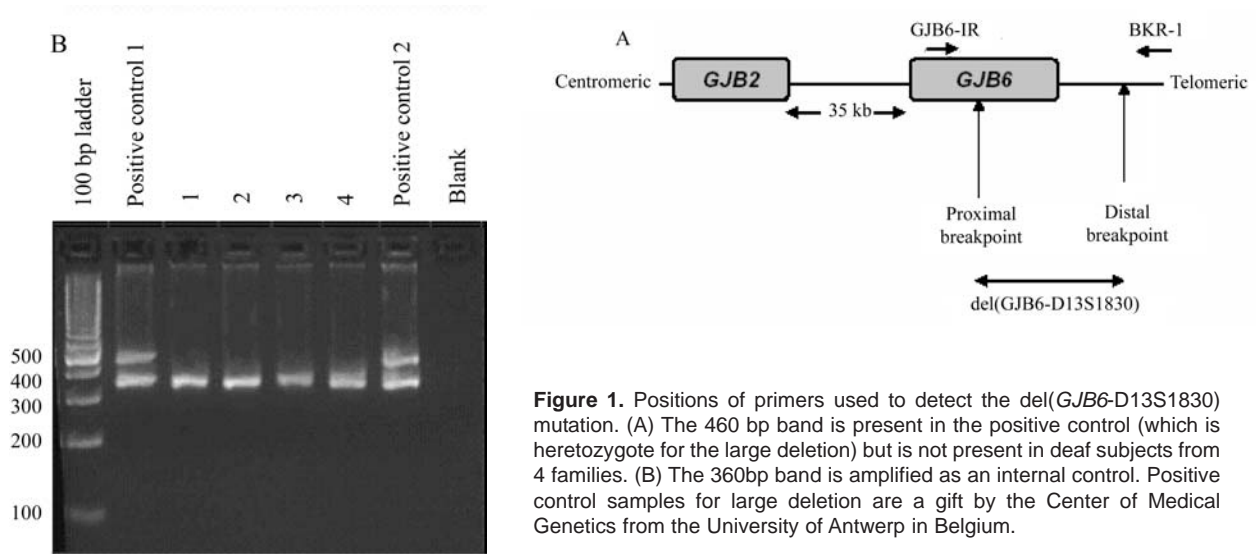 B
100 bp ladder
Positive control 1
1
2
3
4
Positive control 2
Blank
500
400
300
200
100
A
GJB6-IR
BKR-1
Centromeric
GJB2
GJB6
Telomeric
35 kb
Proximal
breakpoint
Distal
breakpoint
del(GJB6-D13S1830)
Figure 1. Positions of primers used to detect the del(GJB6-D13S1830)
mutation. (A) The 460 bp band is present in the positive control (which is
heretozygote for the large deletion) but is not present in deaf subjects from
4 families. (B) The 360bp band is amplified as an internal control. Positive
control samples for large deletion are a gift by the Center of Medical
Genetics from the University of Antwerp in Belgium.